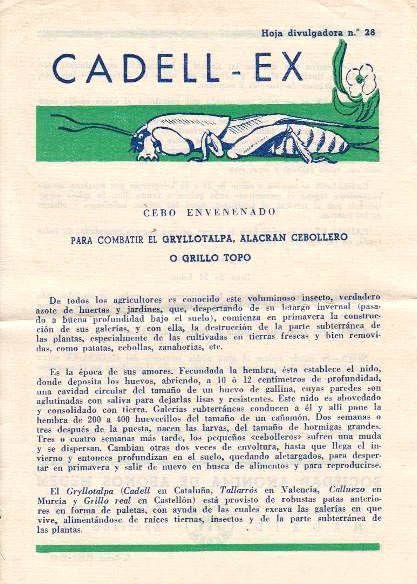 Hoja divulgadora n.º 28
CADELL-EX
CEBO ENVENENADO
PARA COMBATIR EL GRYLLOTALPA, ALACRAN CEBOLLERO
O GRILLO TOPO
De todos los agricultores es conocido este voluminoso insecto, verdadero
azote de huertas y jardines, que, despertando de su letargo invernal (pasa-
do a buena profundidad bajo el suelo), comienza en primavera la construc-
ción de sus galerías, y con ella, la destrucción de la parte subterránea de
las plantas, especialmente de las cultivadas en tierras frescas y bien removi-
das, como patatas, cebollas, zanahorias, etc.
Es la época de sus amores. Fecundada la hembra, ésta establece el nido,
donde deposita los huevos, abriendo, a 10 ó 12 centímetros de profundidad,
una cavidad circular del tamaño de un huevo de gallina, cuyas paredes son
aglutinadas con saliva para dejarlas lisas y resistentes. Este nido es abovedado
y consolidado con tierra. Galerías subterráneas conducen a él y allí pone la
hembra de 200 a 400 huevecillos del tamaño de un cañamón. Dos semanas o
tres después de la puesta, nacen las larvas, del tamaño de hormigas grandes.
Tres o cuatro semanas más tarde, los pequeños «cebolleros» sufren una muda
y se dispersan. Cambian otras dos veces de envoltura, hasta que llega el in-
vierno y entonces profundizan en el suelo, quedando aletargados, para desper-
tar en primavera y salir de nuevo en busca de alimentos y para reproducirse.
El Gryllotalpa (Cadell en Cataluña, Tallarrós en Valencia, Calluezo en
Murcia y Grillo real en Castellón) está provisto de robustas patas anterio-
res en forma de paletas, con ayuda de las cuales excava las galerías en que
vive, alimentándose de raíces tiernas, insectos y de la parte subterránea de
las plantas.